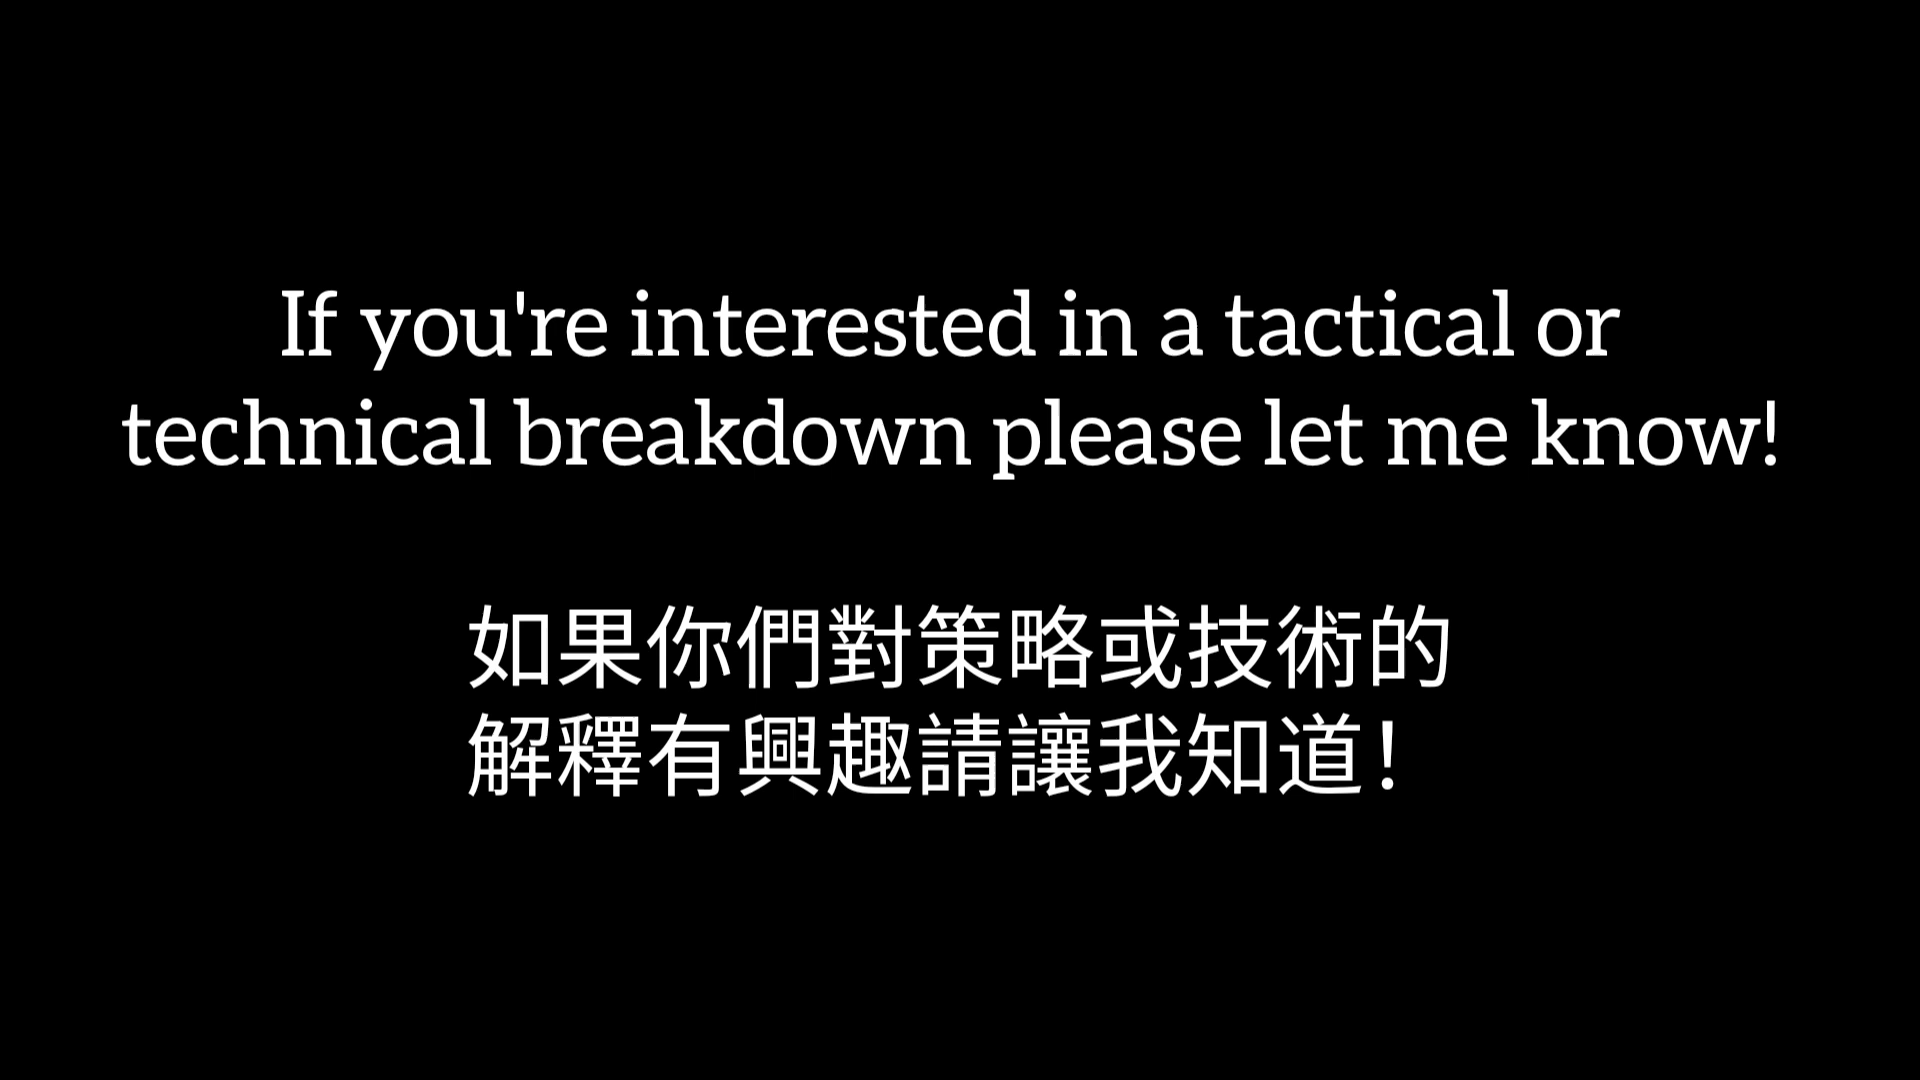 If you're interested in a tactical or
technical breakdown please let me know!
如果你們對策略或技術的
解釋有興趣請讓我知道!